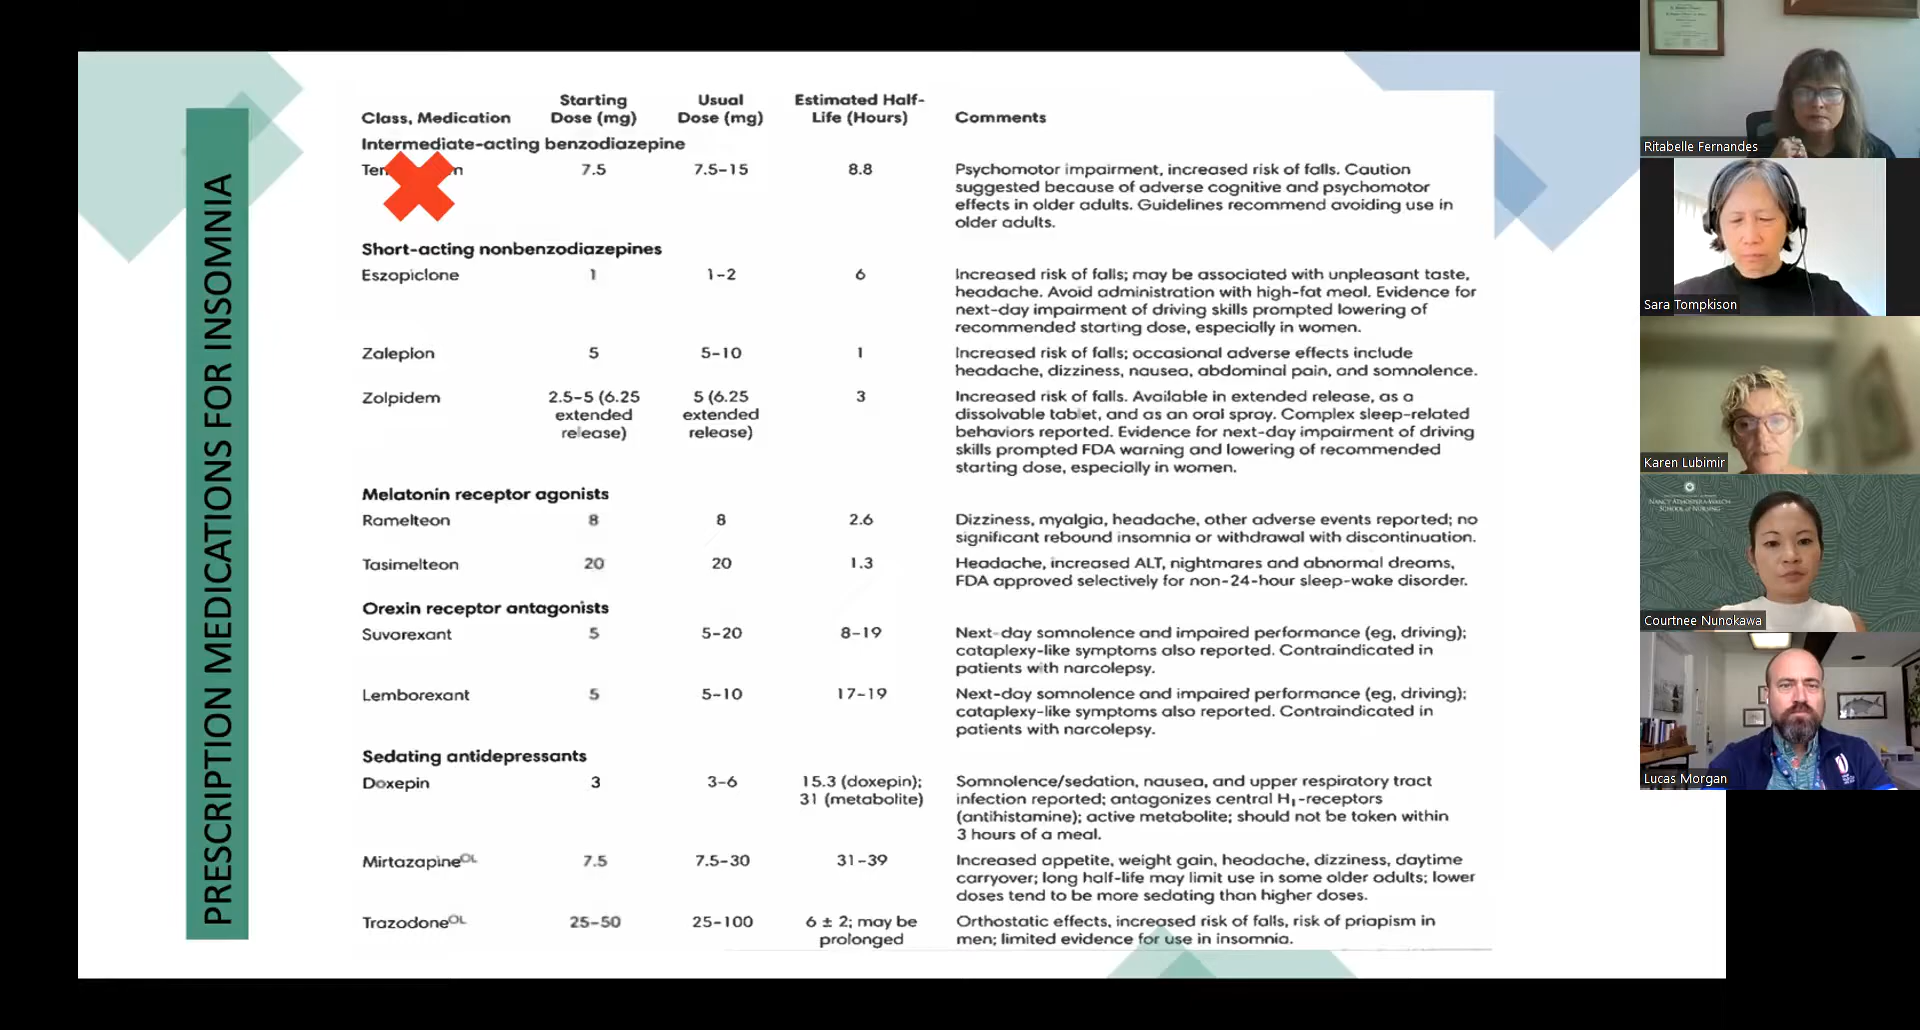 PRESCRIPTION MEDICATIONS FOR INSOMNIA
Class, Medication
Starting Dose (mg)
Usual Dose (mg)
Estimated Half-Life (Hours)
Comments
Intermediate-acting benzodiazepine
7.5
7.5–15
8.8
Psychomotor impairment, increased risk of falls. Caution
suggested because of adverse cognitive and psychomotor
effects in older adults. Guidelines recommend avoiding use in
older adults.
Short-acting nonbenzodiazepines
Eszopiclone
1
1–2
6
Increased risk of falls; may be associated with unpleasant taste,
headache. Avoid administration with high-fat meal. Evidence for
next-day impairment of driving skills prompted lowering of
recommended starting dose, especially in women.
Zaleplon
5
5–10
1
Increased risk of falls; occasional adverse effects include
headache, dizziness, nausea, abdominal pain, and somnolence.
Zolpidem
2.5–5 (6.25
extended
release)
5 (6.25
extended
release)
3
Increased risk of falls. Available in extended release, as a
dissolvable tablet, and as an oral spray. Complex sleep-related
behaviors reported. Evidence for next-day impairment of driving
skills prompted FDA warning and lowering of recommended
starting dose, especially in women.
Melatonin receptor agonists
Ramelteon
8
8
2.6
Dizziness, myalgia, headache, other adverse events reported; no
significant rebound insomnia or withdrawal with discontinuation.
Tasimelteon
20
20
1.3
Headache, increased ALT, nightmares and abnormal dreams,
FDA approved selectively for non-24-hour sleep-wake disorder.
Orexin receptor antagonists
Suvorexant
5
5–20
8–19
Next-day somnolence and impaired performance (eg, driving);
cataplexy-like symptoms also reported. Contraindicated in
patients with narcolepsy.
Lemborexant
5
5–10
17–19
Next-day somnolence and impaired performance (eg, driving);
cataplexy-like symptoms also reported. Contraindicated in
patients with narcolepsy.
Sedating antidepressants
Doxepin
3
3–6
15.3 (doxepin);
31 (metabolite)
Somnolence/sedation, nausea, and upper respiratory tract
infection reported; antagonizes central H₁-receptors
(antihistamine); active metabolite; should not be taken within
3 hours of a meal.
Mirtazapine OL
7.5
7.5–30
31–39
Increased appetite, weight gain, headache, dizziness, daytime
carryover; long half-life may limit use in some older adults; lower
doses tend to be more sedating than higher doses.
Trazodone OL
25–50
25–100
6 ± 2; may be
prolonged
Orthostatic effects, increased risk of falls, risk of priapism in
men; limited evidence for use in insomnia.
Ritabelle Fernandes
Sara Tompkison
Karen Lubimir
SCHOOL of NURSING
Courtnee Nunokawa
Lucas Morgan